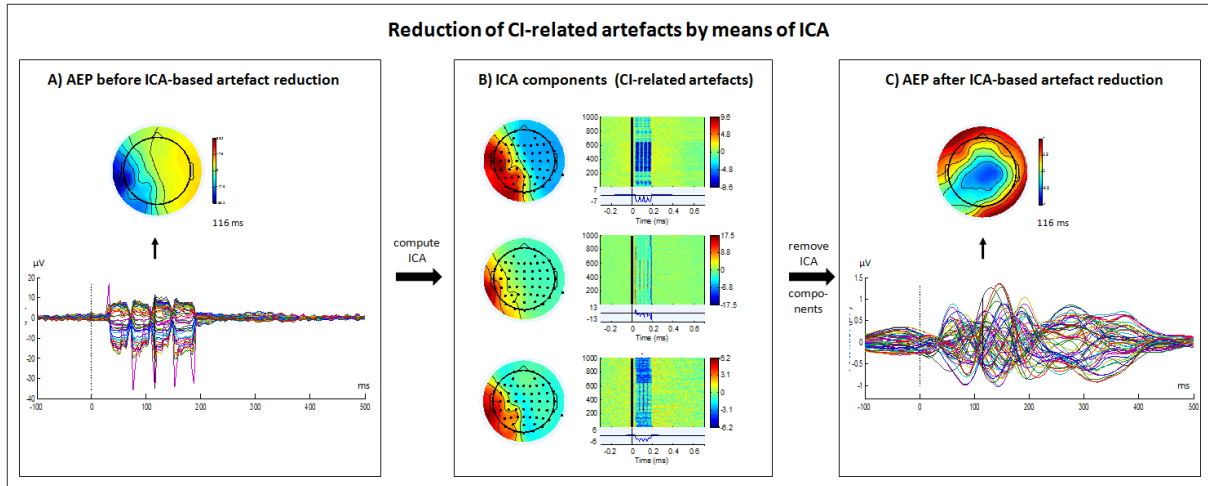 Reduction of CI-related artefacts by means of ICA
A) AEP before ICA-based artefact reduction
116 ms
µV
20
10
0
-10
-20
-30
-40
ms
-100 0 100 200 300 400 500
compute
ICA
B) ICA components (CI-related artefacts)
1000
800
600
400
200
9.6
4.8
0
-4.8
-9.6
7
-7
-0.2 0 0.2 0.4 0.6
Time (ms)
1000
800
600
400
200
17.5
8.8
0
-8.8
-17.5
13
-13
-0.2 0 0.2 0.4 0.6
Time (ms)
1000
800
600
400
200
6.2
3.1
0
-3.1
-6.2
6
-6
-0.2 0 0.2 0.4 0.6
Time (ms)
remove
ICA
compo-
nents
C) AEP after ICA-based artefact reduction
116 ms
µV
1.5
1
0.5
0
-0.5
-1
ms
-100 0 100 200 300 400 500